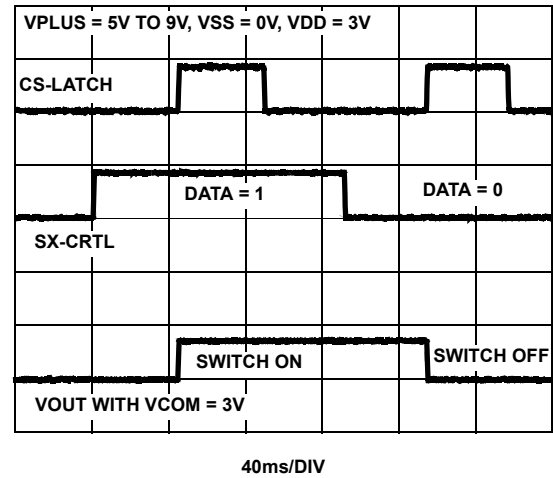 VPLUS = 5V TO 9V, VSS = 0V, VDD = 3V
CS-LATCH
DATA = 1
DATA = 0
SX-CRTL
SWITCH ON
SWITCH OFF
VOUT WITH VCOM = 3V
40ms/DIV